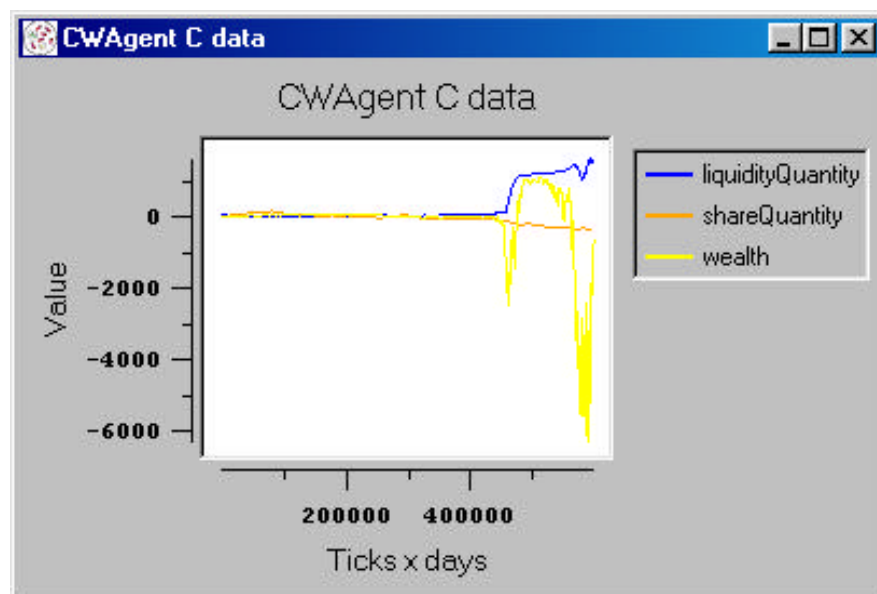 CWAgent C data
CWAgent C data
liquidityQuantity
shareQuantity
wealth
Value
0
-2000
-4000
-6000
200000 400000
Ticks x days